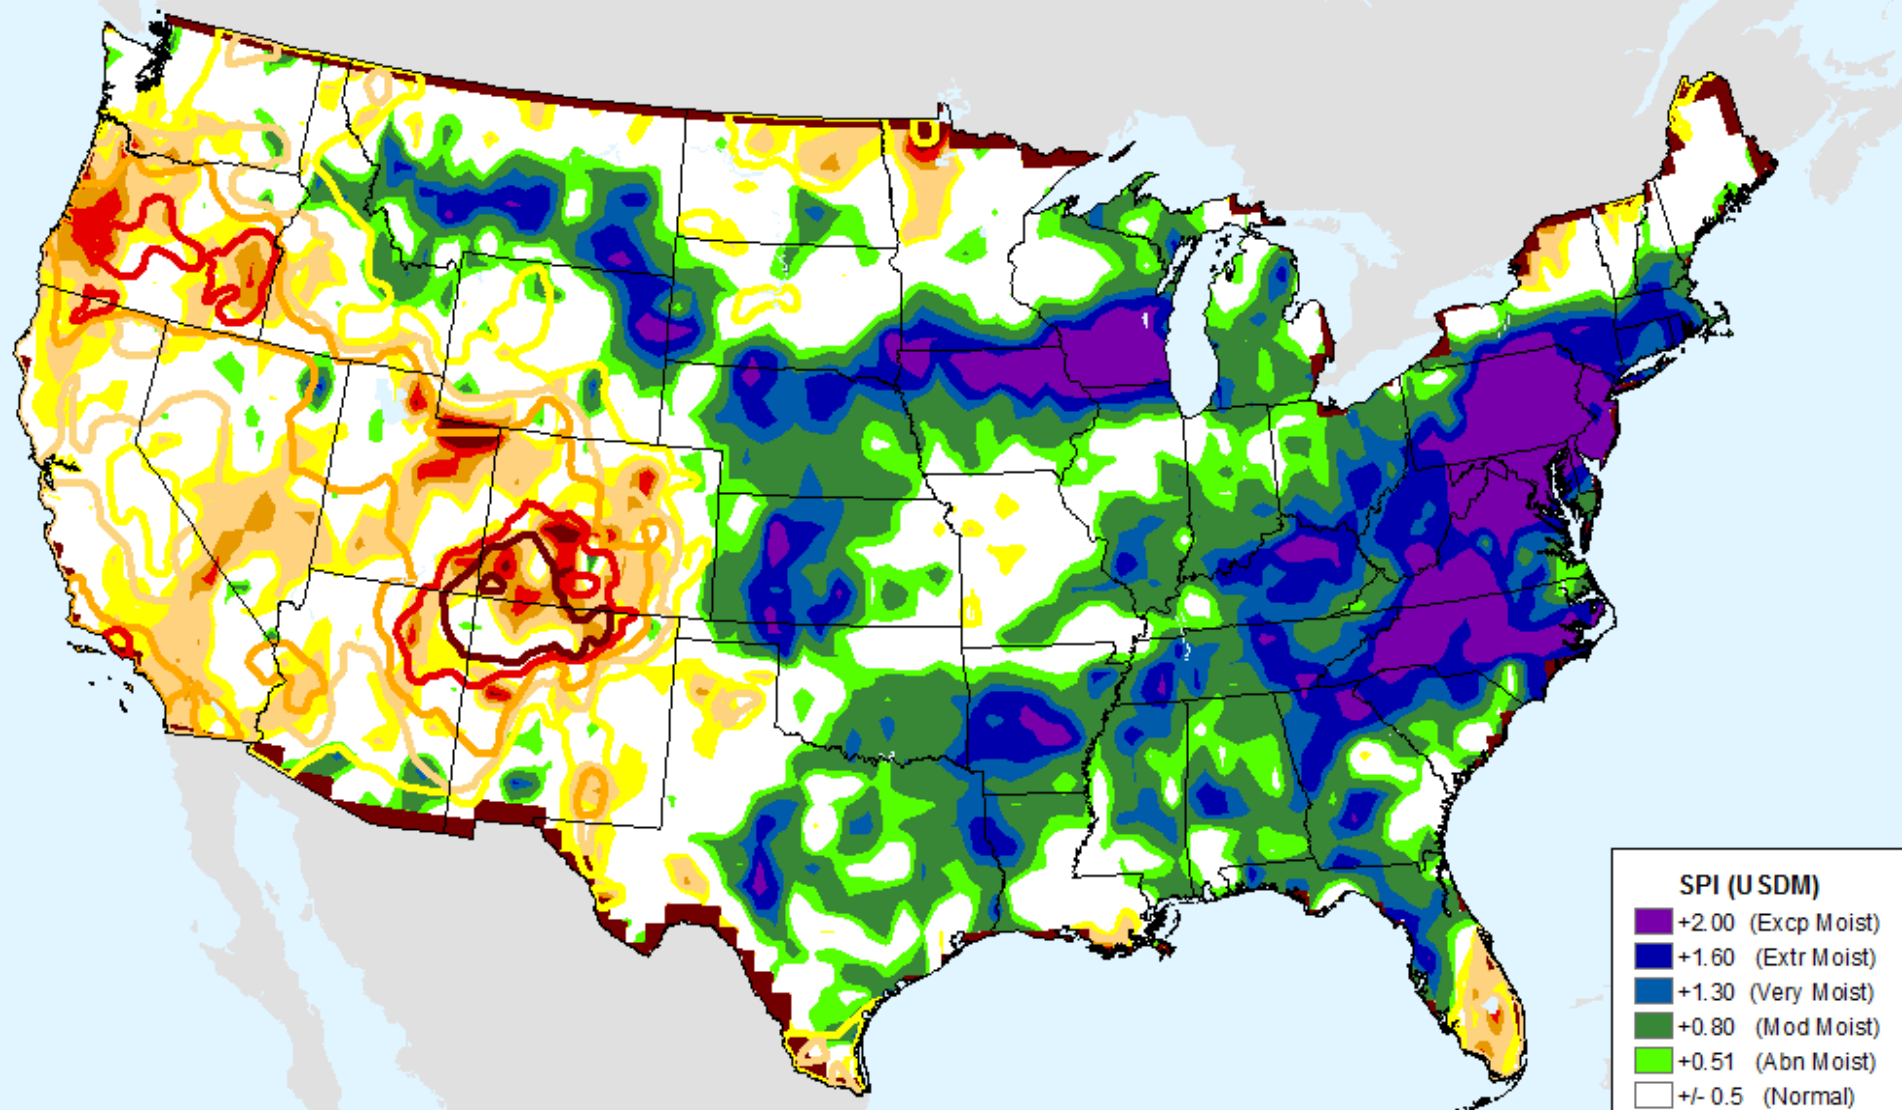 SPI (USDM)
+2.00 (Excp Moist)
+1.60 (Extr Moist)
+1.30 (Very Moist)
+0.80 (Mod Moist)
+0.51 (Abn Moist)
+/- 0.5 (Normal)